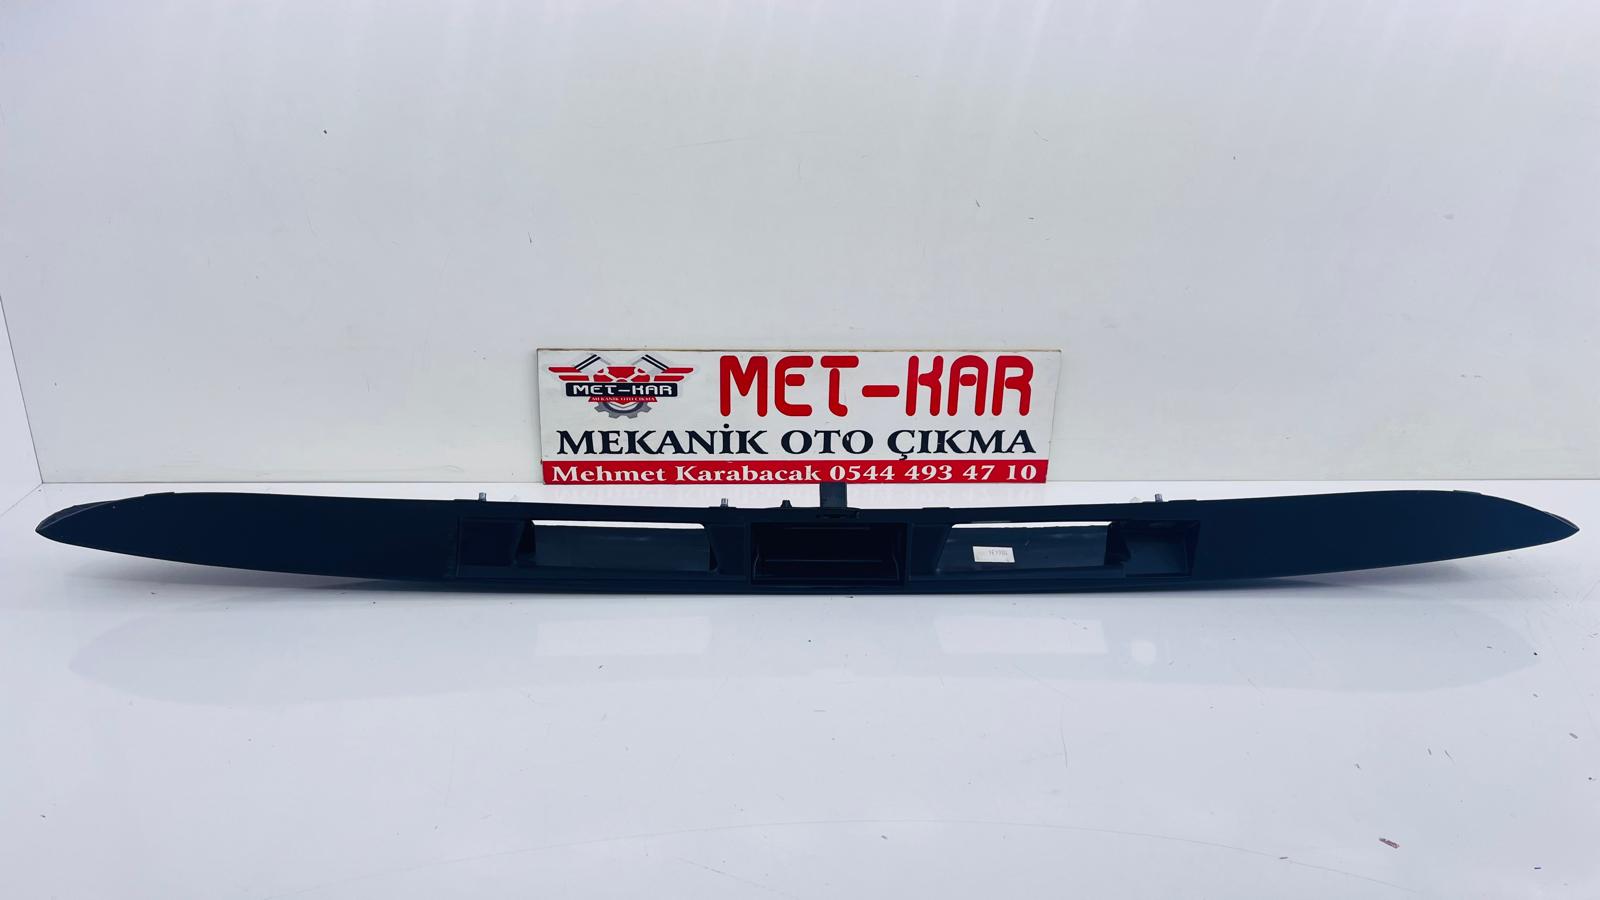 MET-KAR
MEKANİK OTO ÇIKMA
MET-KAR
MEKANİK OTO ÇIKMA
Mehmet Karabacak 0544 493 47 10